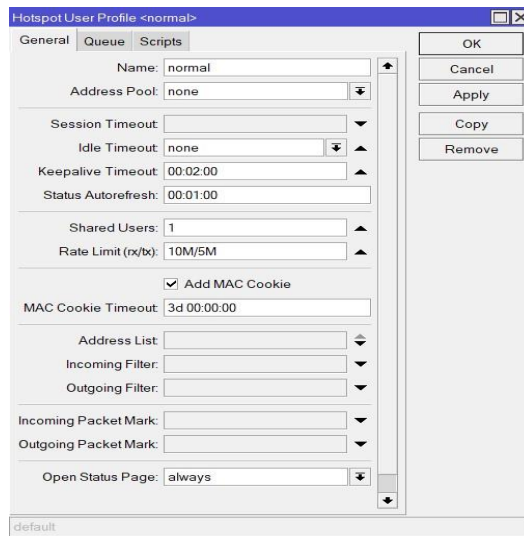 Hotspot User Profile <normal>
General Queue Scripts
OK
Cancel
Apply
Copy
Remove
Name: normal
Address Pool: none
Session Timeout:
Idle Timeout: none
Keepalive Timeout: 00:02:00
Status Autorefresh: 00:01:00
Shared Users: 1
Rate Limit (rx/tx): 10M/5M
Add MAC Cookie
MAC Cookie Timeout: 3d 00:00:00
Address List:
Incoming Filter:
Outgoing Filter:
Incoming Packet Mark:
Outgoing Packet Mark:
Open Status Page: always
default